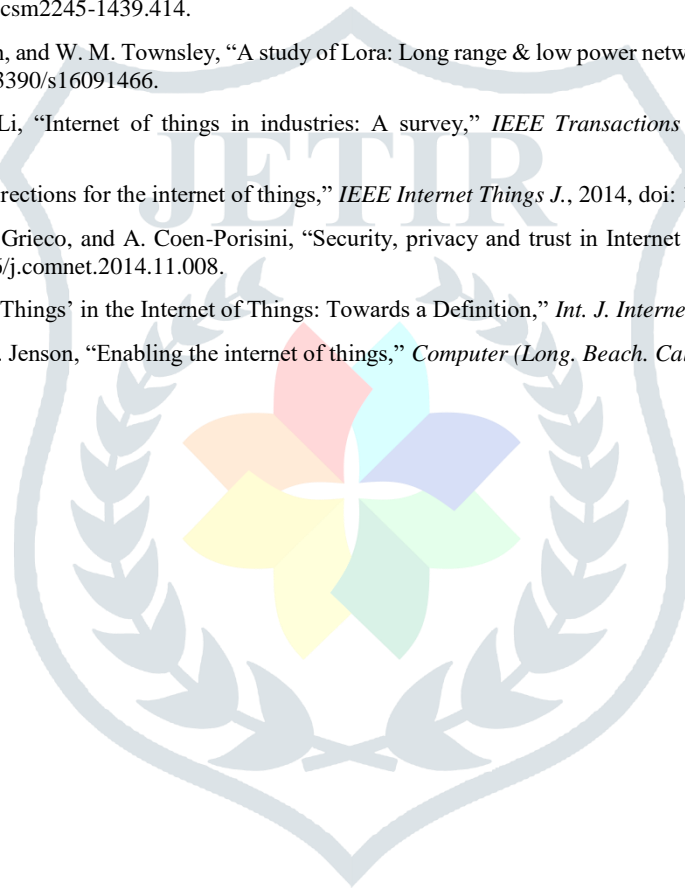 csm2245-1439.414.
n, and W. M. Townsley, “A study of Lora: Long range & low power netw
3390/s16091466.
Li, “Internet of things in industries: A survey,” IEEE Transactions
rections for the internet of things,” IEEE Internet Things J., 2014, doi: 1
Grieco, and A. Coen-Porisini, “Security, privacy and trust in Internet
6/j.comnet.2014.11.008.
Things’ in the Internet of Things: Towards a Definition,” Int. J. Interne
. Jenson, “Enabling the internet of things,” Computer (Long. Beach. Cal
JETIR